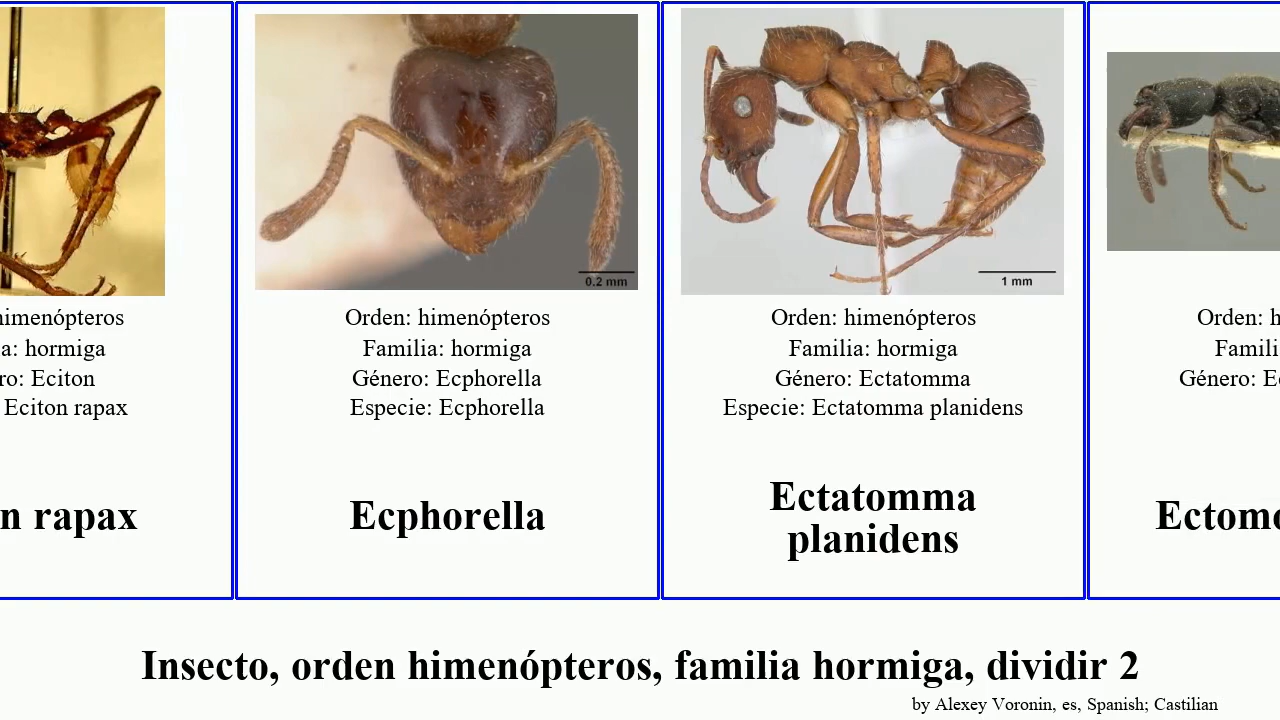 himenópteros
a: hormiga
ro: Eciton
Eciton rapax
n rapax
0.2 mm
Orden: himenópteros
Familia: hormiga
Género: Ecphorella
Especie: Ecphorella
Ecphorella
1 mm
Orden: himenópteros
Familia: hormiga
Género: Ectatomma
Especie: Ectatomma planidens
Ectatomma
planidens
Orden: h
Famili
Género: E
Ectom
Insecto, orden himenópteros, familia hormiga, dividir 2
by Alexey Voronin, es, Spanish; Castilian